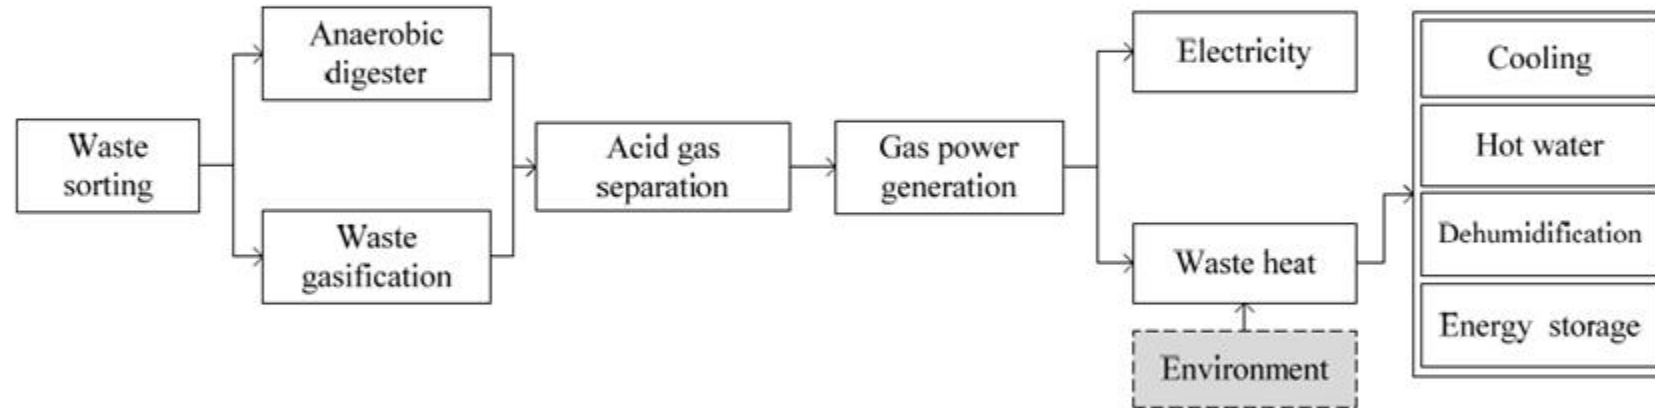 Waste
sorting
Anaerobic
digester
Waste
gasification
Acid gas
separation
Gas power
generation
Electricity
Waste heat
Environment
Cooling
Hot water
Dehumidification
Energy storage